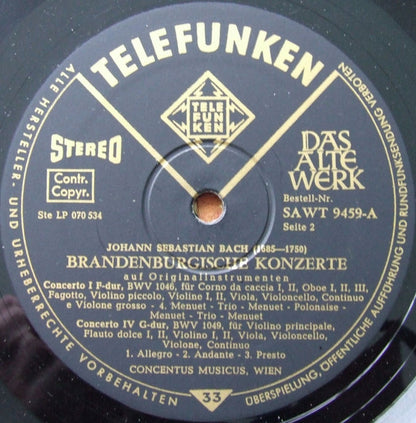 TELEFUNKEN
TELE
FUN
KEN
STEREO
Contr.
Copyr.
Ste LP 070 534
DAS
ALTE
WERK
Bestell-Nr.
SAWT 9459-A
Seite 2
JOHANN SEBASTIAN BACH (1685—1750)
BRANDENBURGISCHE KONZERTE
auf Originalinstrumenten
Concerto I F-dur, BWV 1046, für Corno da caccia I, II, Oboe I, II, III,
Fagotto, Violino piccolo, Violine I, II, Viola, Violoncello, Continuo
e Violone grosso - 4. Menuet - Trio - Menuet - Polonaise -
Menuet - Trio - Menuet
Concerto IV G-dur, BWV 1049, für Violino principale,
Flauto dolce I, II, Violino I, II, Viola, Violoncello,
Violone, Continuo
1. Allegro - 2. Andante - 3. Presto
CONCENTUS MUSICUS, WIEN
33
ALLE HERSTELLER- UND URHEBERRECHTE VORBEHALTEN
ÜBERSPIELUNG, ÖFFENTLICHE AUFFÜHRUNG UND RUNDFUNKSENDUNG VERBOTEN